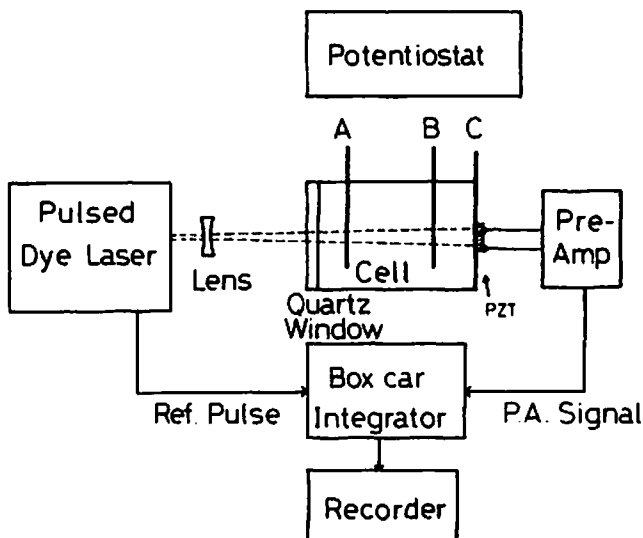 Potentiostat
A B C
Pulsed
Dye Laser
Lens
Cell
Quartz
Window
PZT
Pre-
Amp
Box car
Integrator
Ref. Pulse
P.A. Signal
Recorder